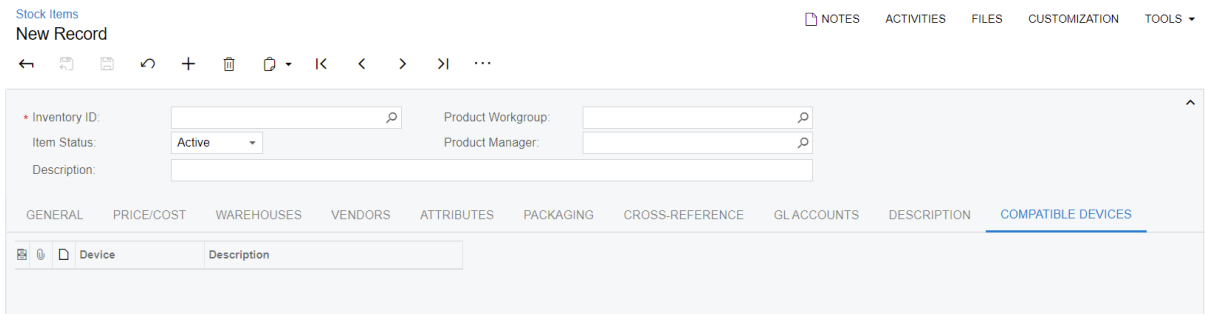 Stock Items
NOTES ACTIVITIES FILES CUSTOMIZATION TOOLS
New Record
* Inventory ID: Product Workgroup:
Item Status: Active Product Manager:
Description:
GENERAL PRICE/COST WAREHOUSES VENDORS ATTRIBUTES PACKAGING CROSS-REFERENCE GL ACCOUNTS DESCRIPTION COMPATIBLE DEVICES
Device Description